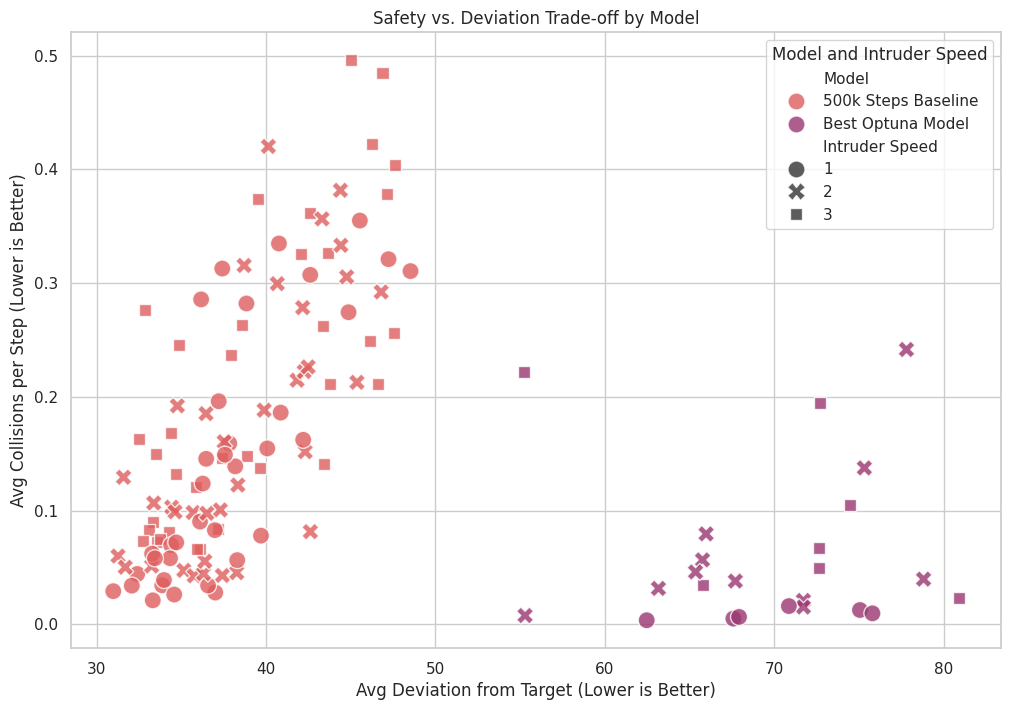 Safety vs. Deviation Trade-off by Model
Avg Collisions per Step (Lower is Better)
0.5
0.4
0.3
0.2
0.1
0.0
30
40
50
60
70
80
Avg Deviation from Target (Lower is Better)
Model and Intruder Speed
Model
500k Steps Baseline
Best Optuna Model
Intruder Speed
1
2
3